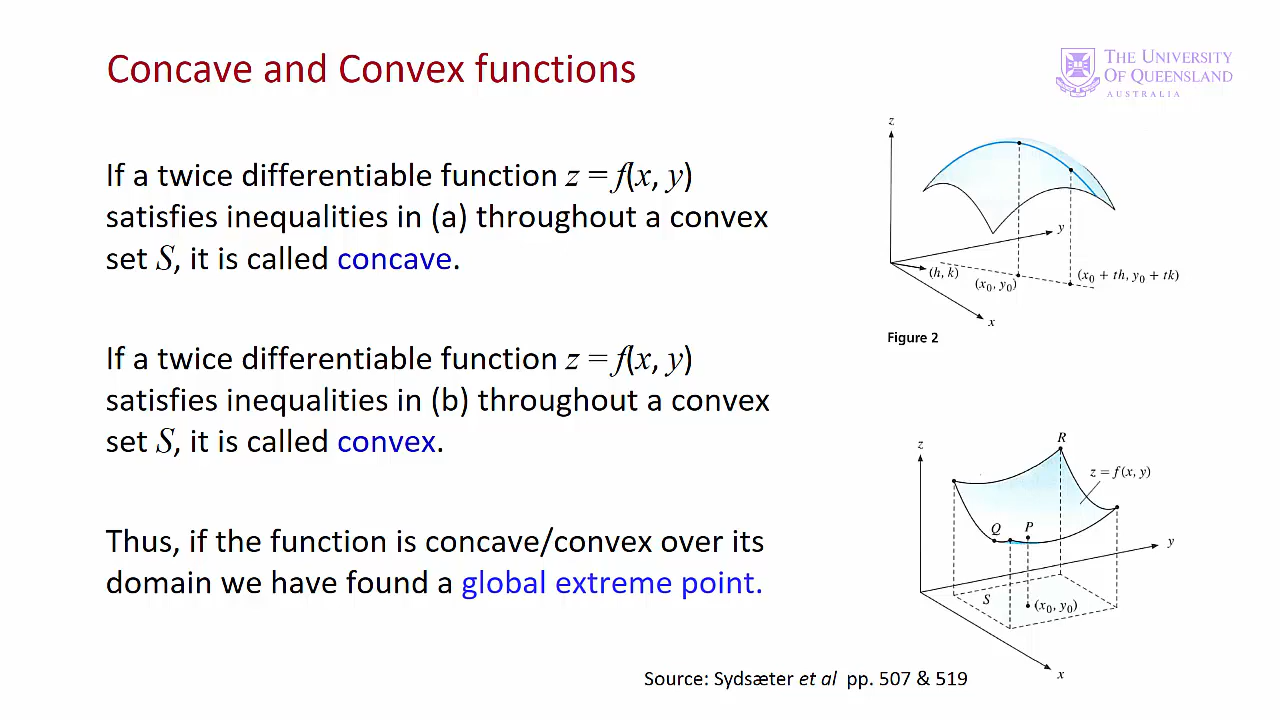 Concave and Convex functions
THE UNIVERSITY
OF QUEENSLAND
AUSTRALIA
If a twice differentiable function z = f(x, y)
satisfies inequalities in (a) throughout a convex
set S, it is called concave.
If a twice differentiable function z = f(x, y)
satisfies inequalities in (b) throughout a convex
set S, it is called convex.
Thus, if the function is concave/convex over its
domain we have found a global extreme point.
z
y
(h, k)
(x₀, y₀)
(x₀ + th, y₀ + tk)
x
Figure 2
z
R
z = f(x, y)
Q
P
y
S
(x₀, y₀)
x
Source: Sydsæter et al pp. 507 & 519